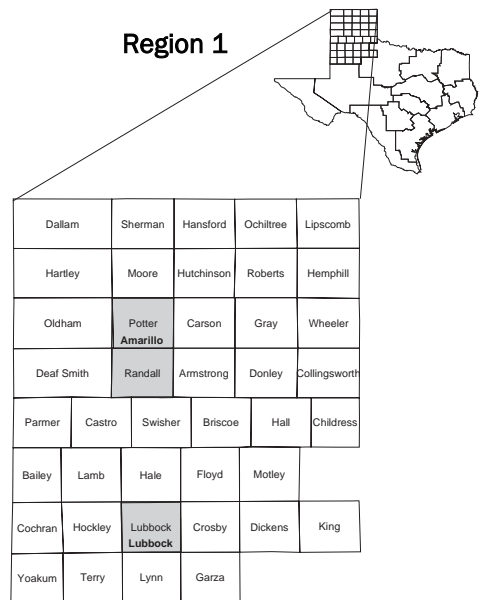 Region 1
Dallam Sherman Hansford Ochiltree Lipscomb
Hartley Moore Hutchinson Roberts Hemphill
Oldham Potter Carson Gray Wheeler
Amarillo
Deaf Smith Randall Armstrong Donley Collingsworth
Parmer Castro Swisher Briscoe Hall Childress
Bailey Lamb Hale Floyd Motley
Cochran Hockley Lubbock Crosby Dickens King
Lubbock
Yoakum Terry Lynn Garza